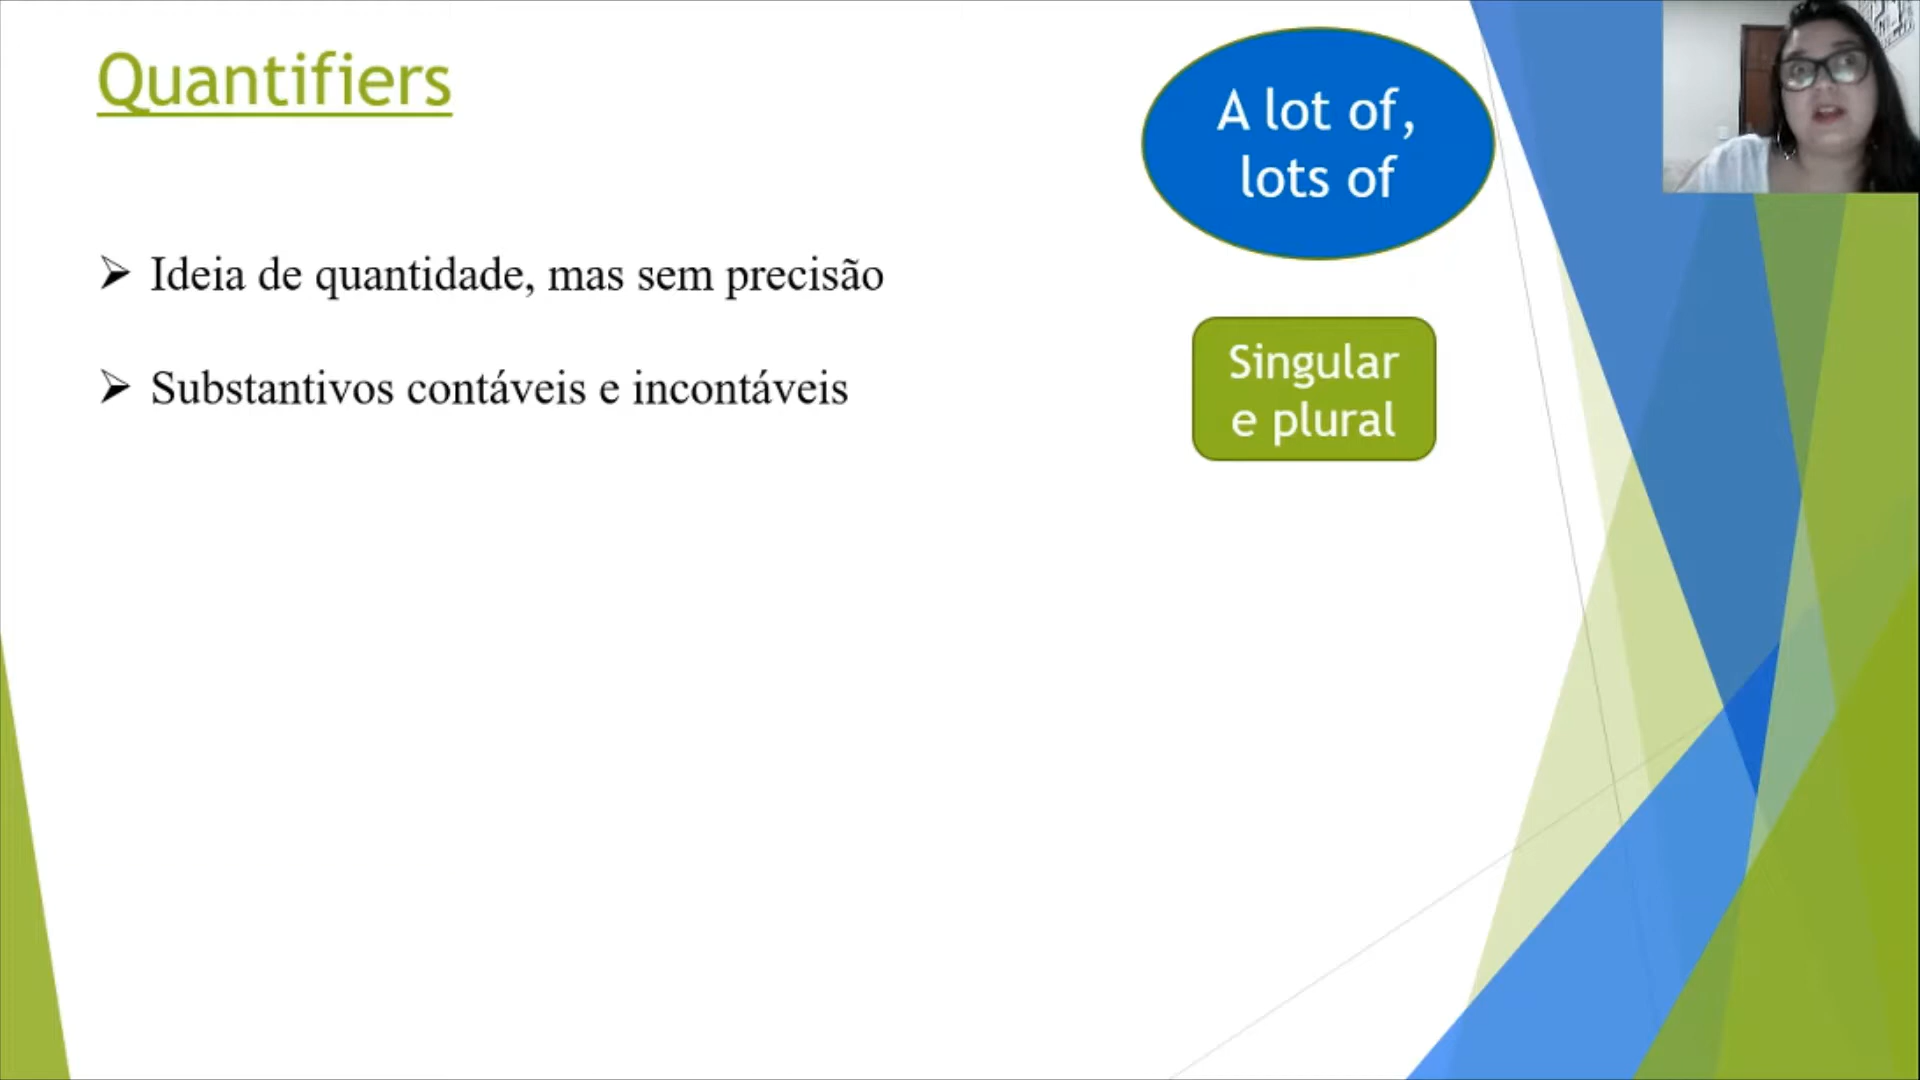 Quantifiers
A lot of,
lots of
Ideia de quantidade, mas sem precisão
Substantivos contáveis e incontáveis
Singular
e plural